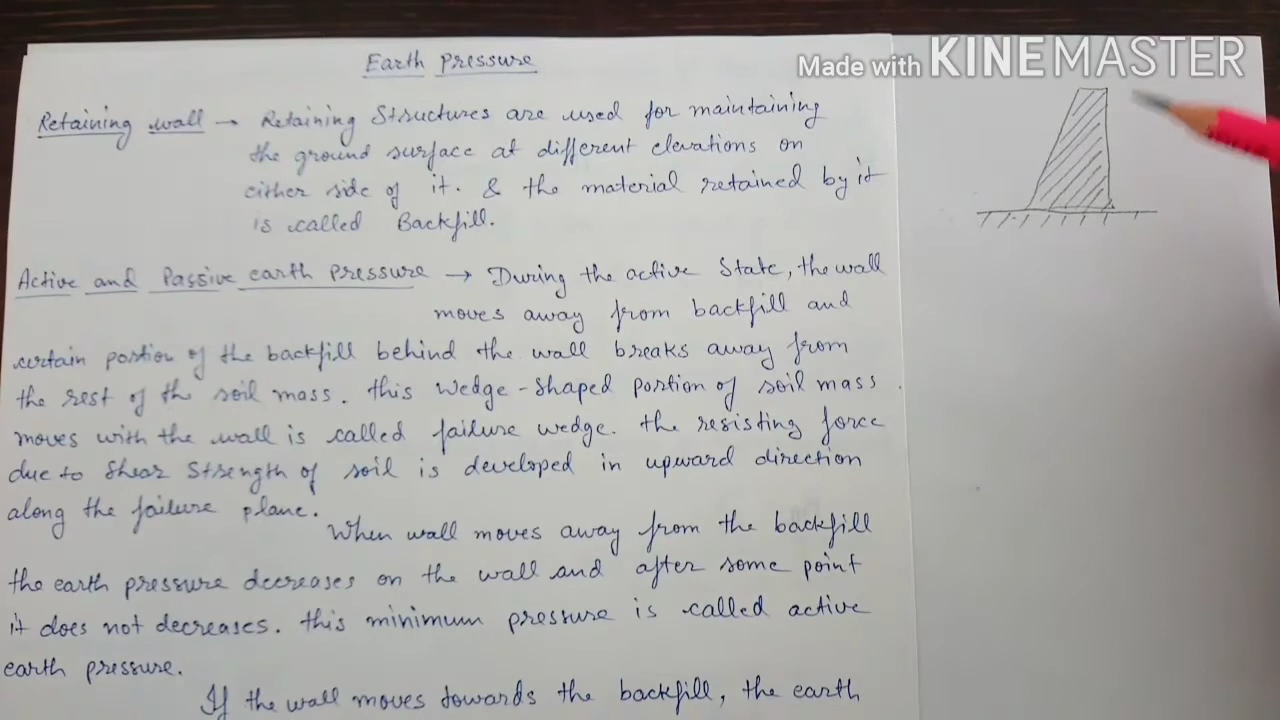 Earth Pressure
Made with KINEMASTER
Retaining wall → Retaining Structures are used for maintaining
the ground surface at different elevations on
either side of it. & the material retained by it
is called Backfill.
Active and Passive earth pressure → During the active State, the wall
moves away from backfill and
certain portion of the backfill behind the wall breaks away from
the rest of the soil mass. this wedge-shaped portion of soil mass
moves with the wall is called failure wedge. the resisting force
due to shear strength of soil is developed in upward direction
along the failure plane.
When wall moves away from the backfill
the earth pressure decreases on the wall and after some point
it does not decreases. this minimum pressure is called active
earth pressure.
If the wall moves towards the backfill, the earth